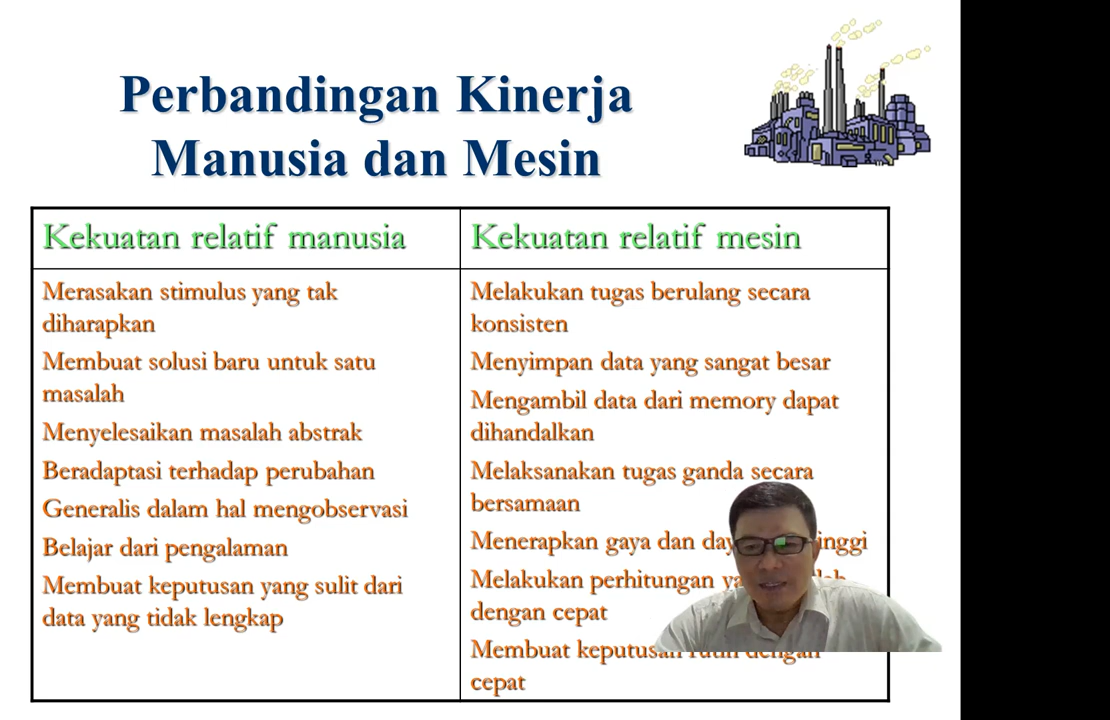 Perbandingan Kinerja
Manusia dan Mesin
Kekuatan relatif manusia
Kekuatan relatif mesin
Merasakan stimulus yang tak
diharapkan
Membuat solusi baru untuk satu
masalah
Menyelesaikan masalah abstrak
Beradaptasi terhadap perubahan
Generalis dalam hal mengobservasi
Belajar dari pengalaman
Membuat keputusan yang sulit dari
data yang tidak lengkap
Melakukan tugas berulang secara
konsisten
Menyimpan data yang sangat besar
Mengambil data dari memory dapat
dihandalkan
Melaksanakan tugas ganda secara
bersamaan
Menerapkan gaya dan
Melakukan perhitungan
dengan cepat
Membuat keputusan rutin dengan
cepat